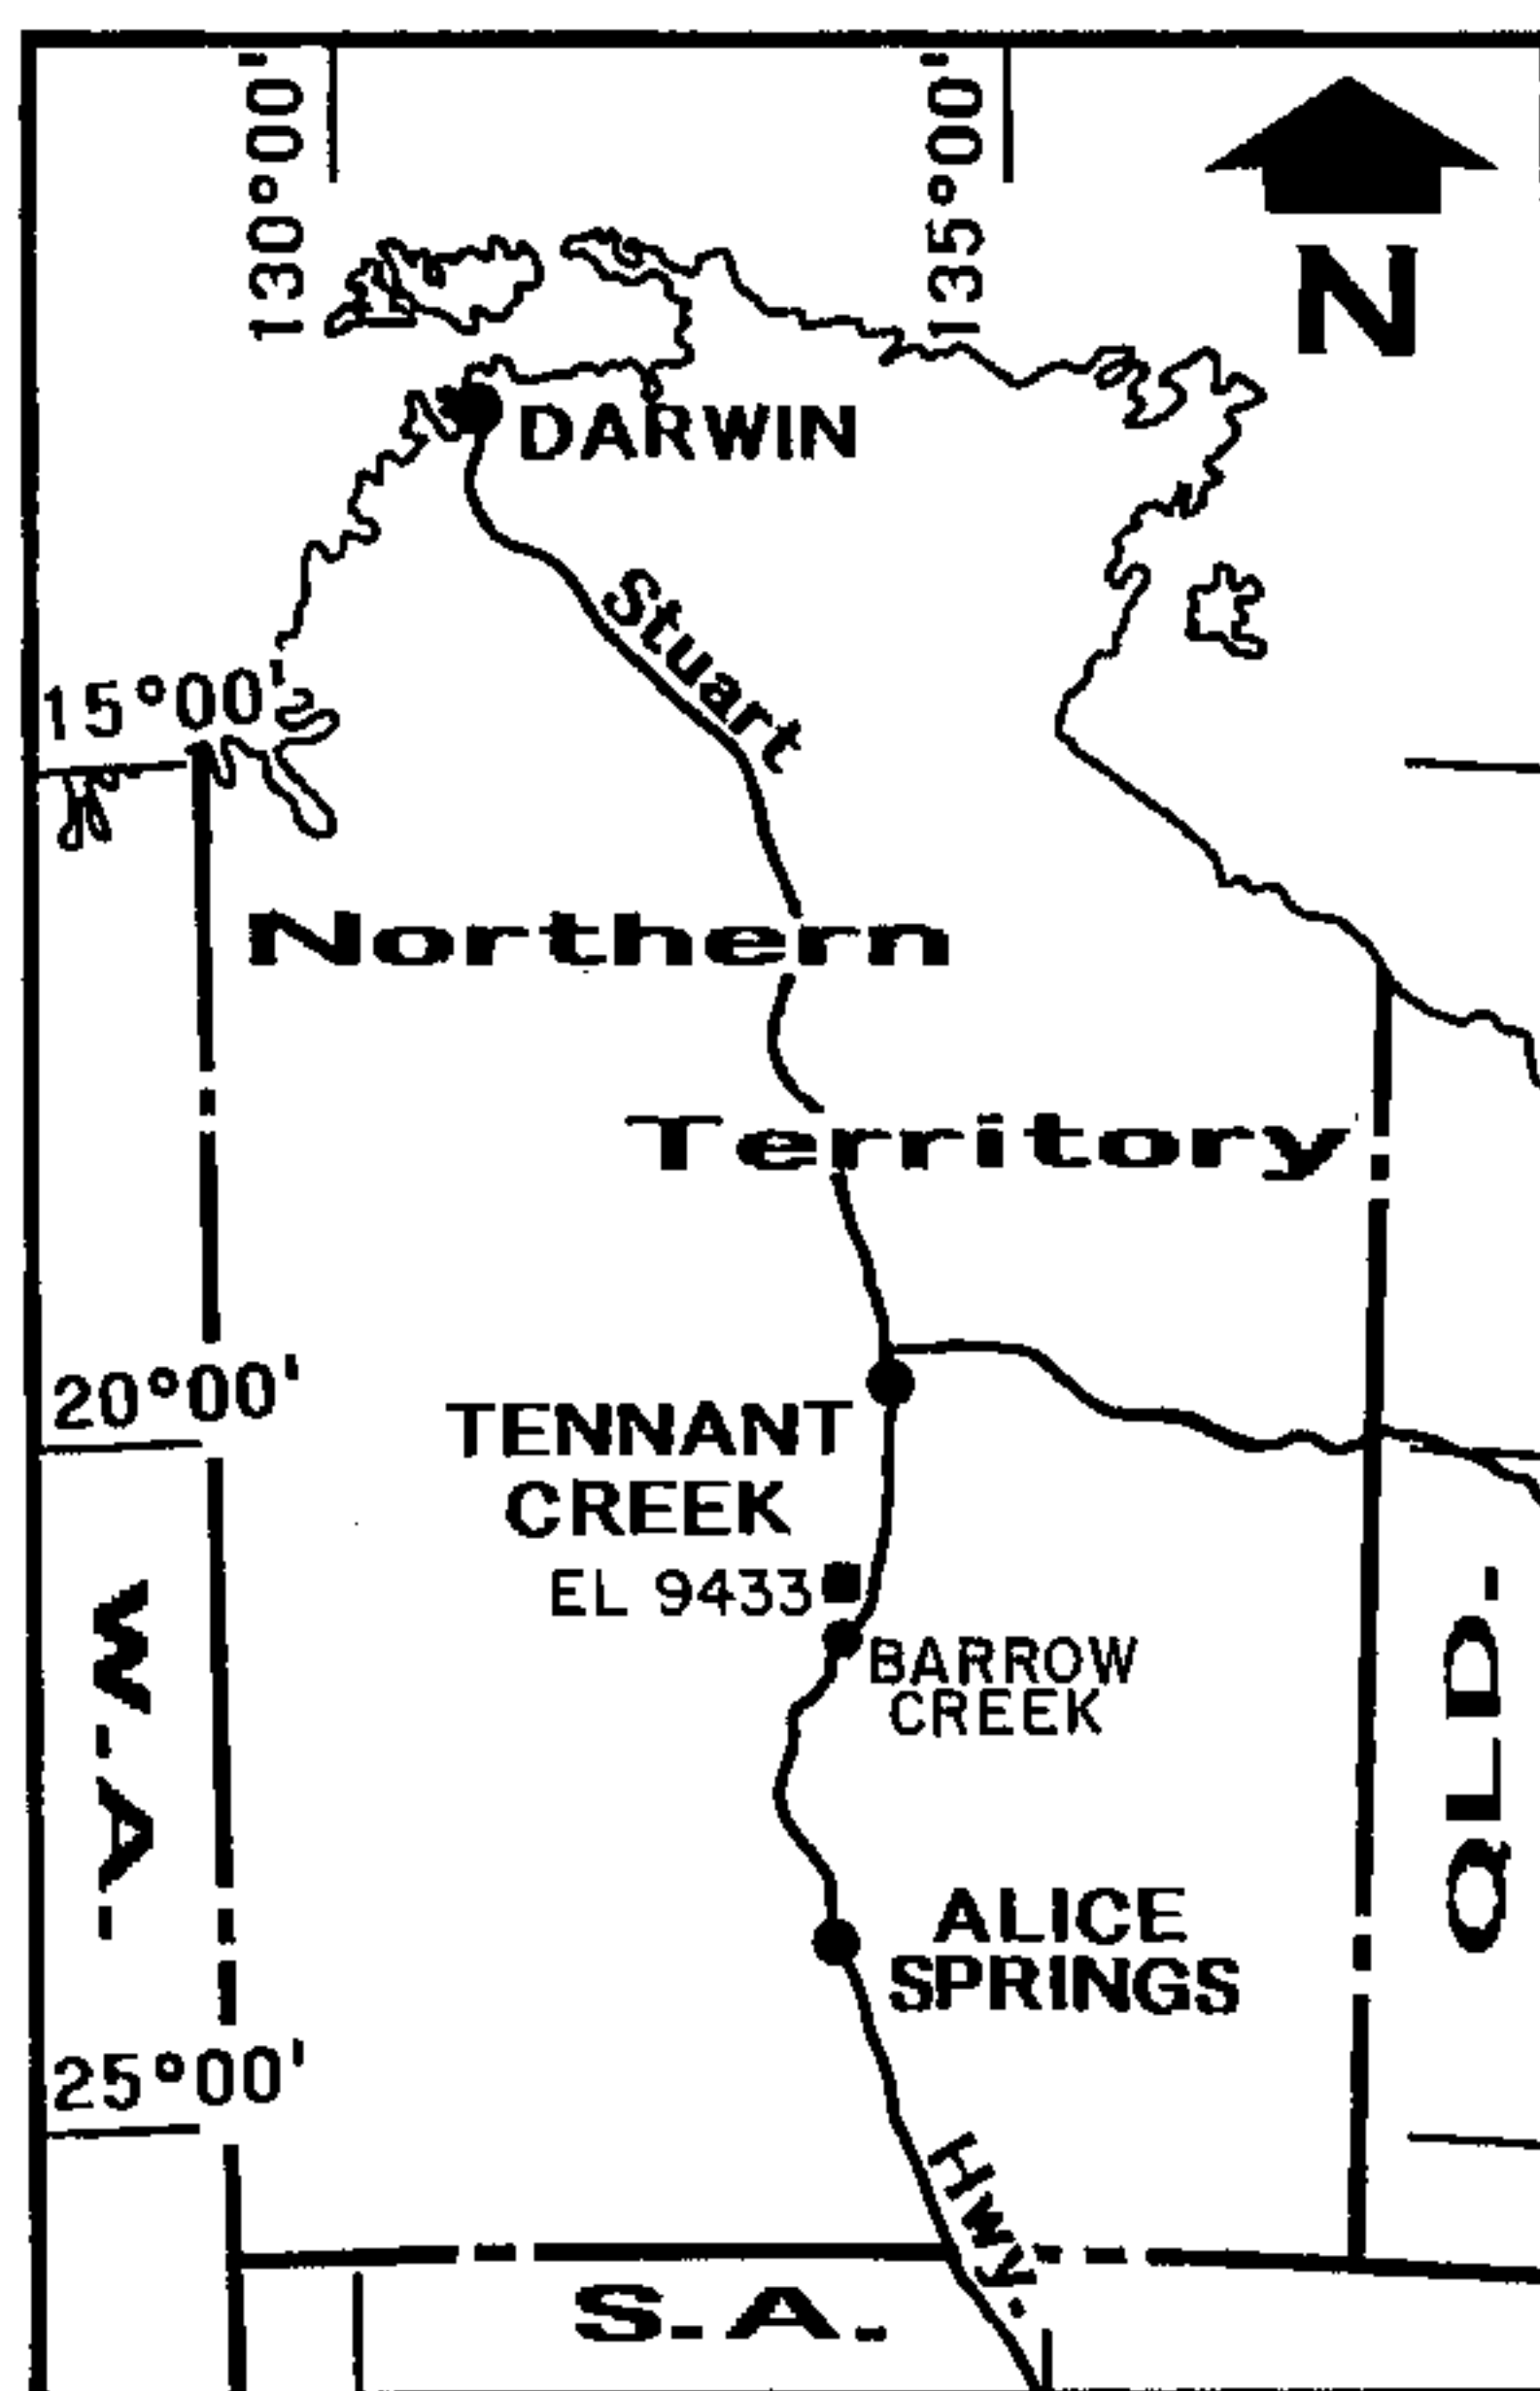 130°00'
135°00'
N
DARWIN
Stuart
15°00'
Northern
Territory
20°00'
TENNANT
CREEK
EL 9433
BARROW
CREEK
W.A.
QLD.
ALICE
SPRINGS
25°00'
Hwy.
S.A.